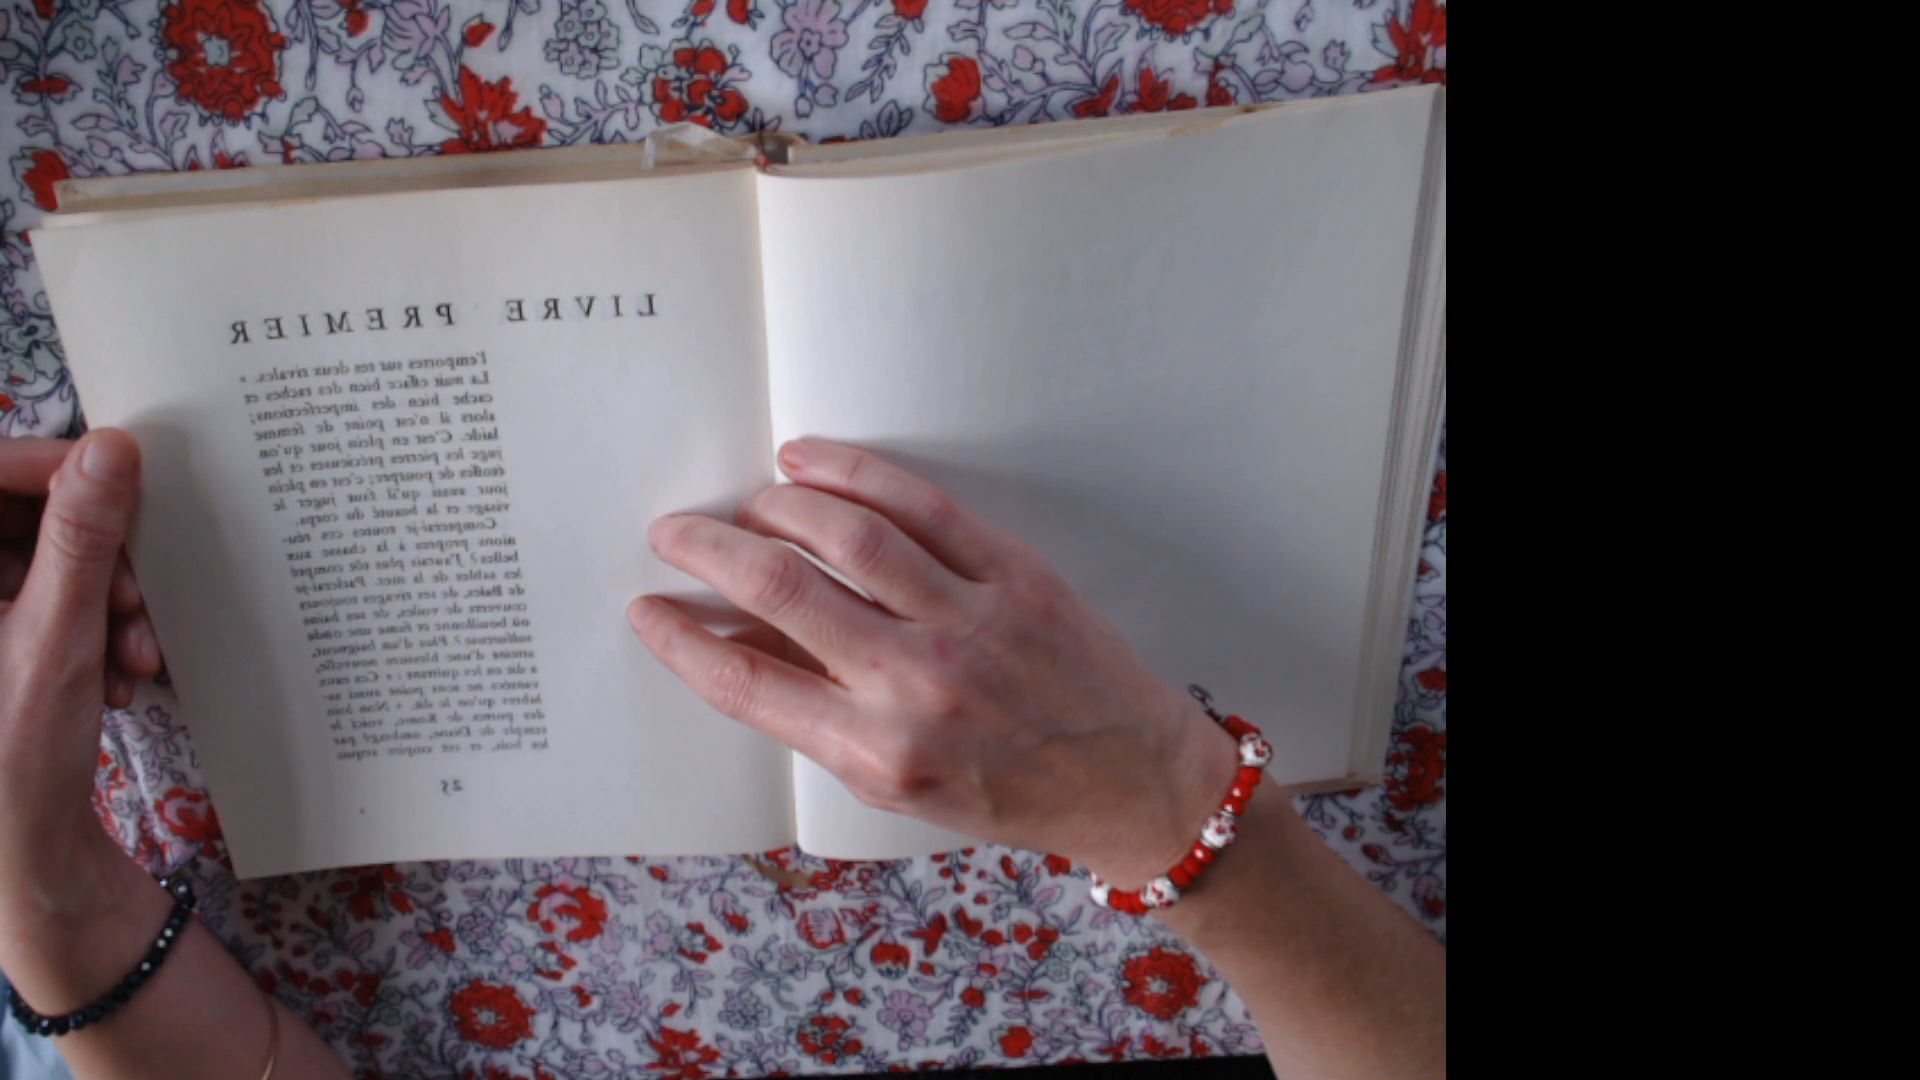 LIVRE PREMIER
l'emportes sur tes deux rivales. »
La nuit efface bien des taches et
cache bien des imperfections;
alors il n'est point de femme
laide. C'est en plein jour qu'on
juge les pierres précieuses et les
étoffes de pourpre; c'est en plein
jour aussi qu'il faut juger le
visage et la beauté du corps.
Compterai-je toutes ces réu-
nions propres à la chasse aux
belles? J'aurais plus tôt compté
les sables de la mer. Parlerai-je
de Baïes, de ses rivages toujours
couverts de voiles, de ses bains
où bouillonne et fume une onde
sulfureuse? Plus d'un baigneur,
atteint d'une blessure nouvelle,
a dit en les quittant : « Ces eaux
vantées ne sont point aussi sa-
lubres qu'on le dit. » Non loin
des portes de Rome, voici le
temple de Diane, ombragé par
les bois, et cet empire acquis
25